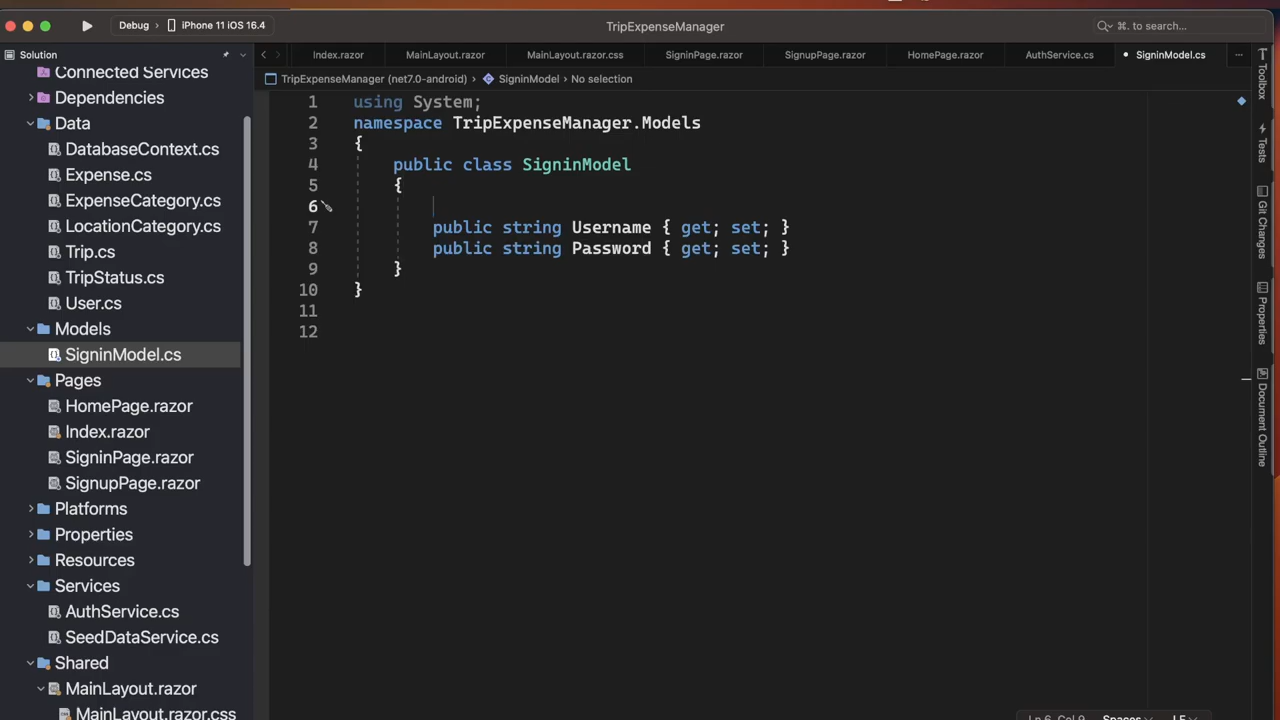 TripExpenseManager
Debug > iPhone 11 iOS 16.4
⌘. to search...
Solution
Index.razor
MainLayout.razor
MainLayout.razor.css
SigninPage.razor
SignupPage.razor
HomePage.razor
AuthService.cs
SigninModel.cs
TripExpenseManager (net7.0-android) > SigninModel > No selection
Connected Services
Dependencies
Data
DatabaseContext.cs
Expense.cs
ExpenseCategory.cs
LocationCategory.cs
Trip.cs
TripStatus.cs
User.cs
Models
SigninModel.cs
Pages
HomePage.razor
Index.razor
SigninPage.razor
SignupPage.razor
Platforms
Properties
Resources
Services
AuthService.cs
SeedDataService.cs
Shared
MainLayout.razor
MainLayout.razor.css
1 using System;
2 namespace TripExpenseManager.Models
3 {
4 public class SigninModel
5 {
6
7 public string Username { get; set; }
8 public string Password { get; set; }
9 }
10 }
11
12
Toolbox
Tests
Git Changes
Properties
Document Outline
Ln 6, Col 9 Spaces LF